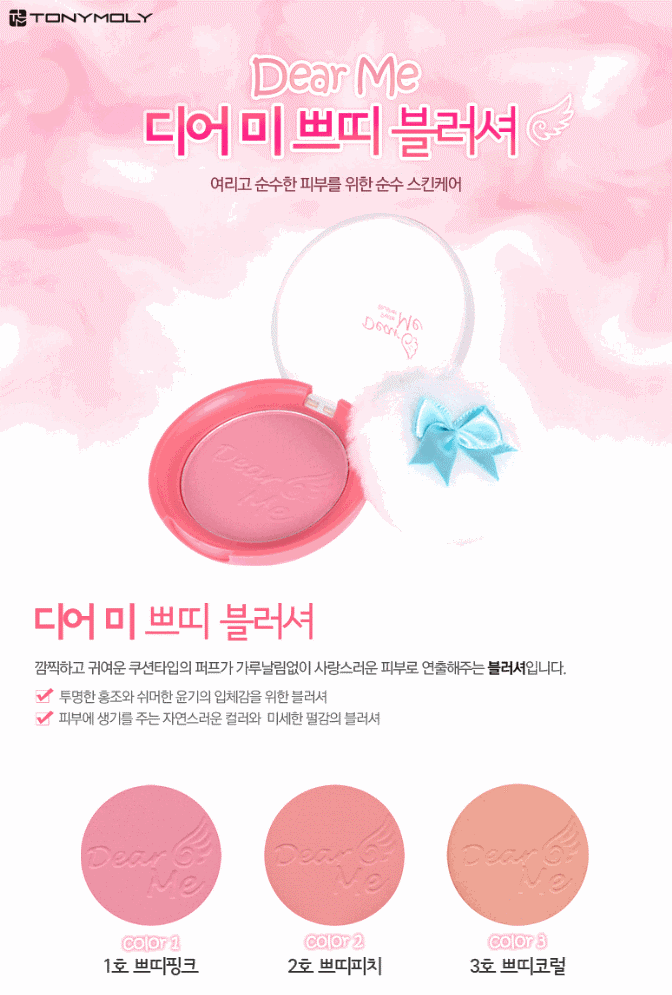 TONYMOLY
Dear Me
디어 미 쁘띠 블러셔
여리고 순수한 피부를 위한 순수 스킨케어
Dear Me
Dear Me
디어 미 쁘띠 블러셔
깜찍하고 귀여운 쿠션타입의 퍼프가 가루날림없이 사랑스러운 피부로 연출해주는 블러셔입니다.
투명한 홍조와 쉬머한 윤기의 입체감을 위한 블러셔
피부에 생기를 주는 자연스러운 컬러와 미세한 펄감의 블러셔
Dear Me
Dear Me
Dear Me
color 1
color 2
color 3
1호 쁘띠핑크
2호 쁘띠피치
3호 쁘띠코럴